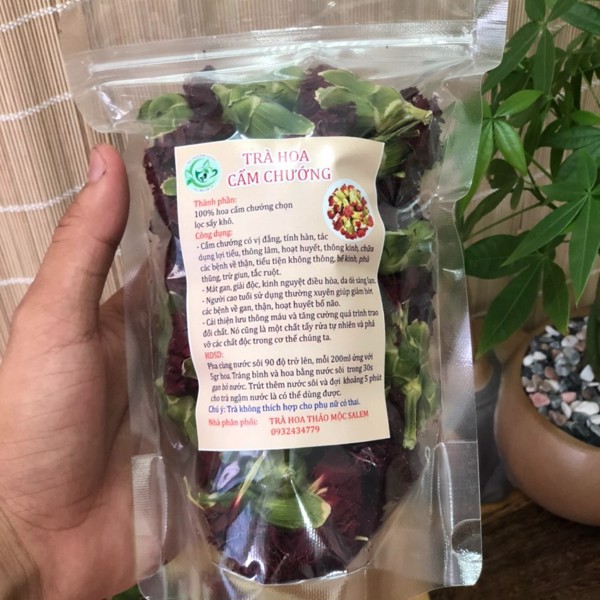 TRÀ HOA
CẨM CHƯỚNG
Thành phần:
100% hoa cẩm chướng chọn
lọc sấy khô.
Công dụng:
- Cẩm chướng có vị đắng, tính hàn, tác
dụng lợi tiểu, thông lâm, hoạt huyết, thông kinh, chữa
các bệnh về thận, tiểu tiện không thông, bế kinh, phù
thũng, trừ giun, tắc ruột.
- Mát gan, giải độc, kinh nguyệt điều hòa, da dẻ sáng lạn.
- Người cao tuổi sử dụng thường xuyên giúp giảm bớt
các bệnh về gan, thận, hoạt huyết bổ não.
- Cải thiện lưu thông máu và tăng cường quá trình trao
đổi chất. Nó cũng là một chất tẩy rửa tự nhiên và phá
vỡ các chất độc trong cơ thể chúng ta.
HDSD:
Pha cùng nước sôi 90 độ trở lên, mỗi 200ml ứng với
5gr hoa. Tráng bình và hoa bằng nước sôi trong 30s
gạn bỏ nước. Trút thêm nước sôi và đợi khoảng 5 phút
cho trà ngậm nước là có thể dùng được.
Chú ý: Trà không thích hợp cho phụ nữ có thai.
Nhà phân phối: TRÀ HOA THẢO MỘC SALEM
0932434779